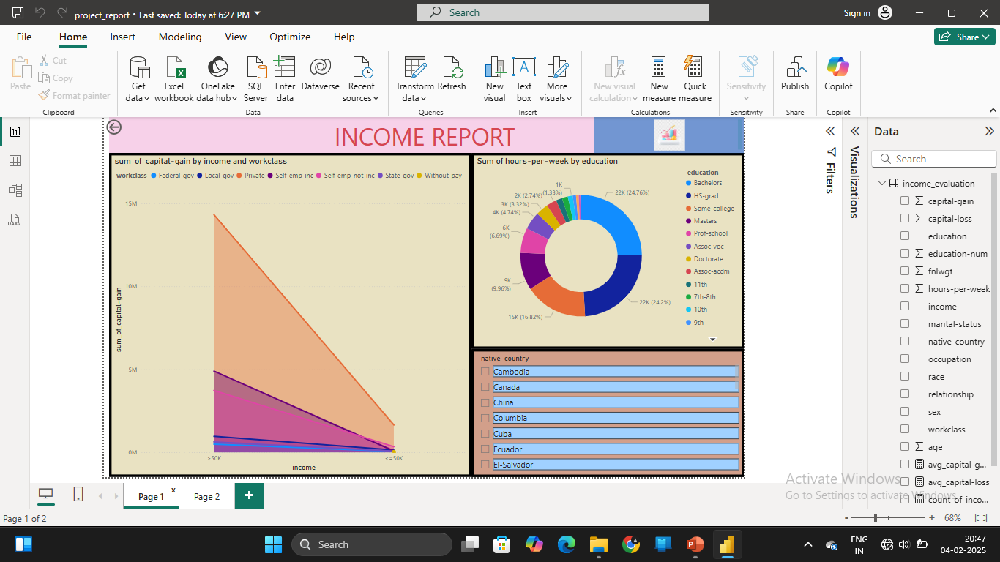 project_report • Last saved: Today at 6:27 PM
Search
Sign in
File Home Insert Modeling View Optimize Help
Share
Paste
Cut
Copy
Format painter
Clipboard
Get data
Excel workbook
OneLake data hub
SQL Server
Enter data
Dataverse
Recent sources
Data
Transform data
Refresh
Queries
New visual
Text box
More visuals
Insert
New visual calculation
New measure
Quick measure
Calculations
Sensitivity
Sensitivity
Publish
Share
Copilot
Copilot
INCOME REPORT
sum_of_capital-gain by income and workclass
workclass Federal-gov Local-gov Private Self-emp-inc Self-emp-not-inc State-gov Without-pay
15M
10M
5M
0M
sum_of_capital-gain
>50K
<=50K
income
Sum of hours-per-week by education
1K
(1.33%)
2K (2.74%)
3K (3.32%)
4K (4.74%)
6K
(6.69%)
9K
(9.96%)
15K (16.82%)
22K (24.2%)
22K (24.76%)
education
Bachelors
HS-grad
Some-college
Masters
Prof-school
Assoc-voc
Doctorate
Assoc-acdm
11th
7th-8th
10th
9th
native-country
Cambodia
Canada
China
Columbia
Cuba
Ecuador
El-Salvador
Filters
Visualizations
Data
Search
income_evaluation
capital-gain
capital-loss
education
education-num
fnlwgt
hours-per-week
income
marital-status
native-country
occupation
race
relationship
sex
workclass
age
avg_capital-g...
avg_capital-loss
count of inco...
Activate Windows
Go to Settings to activate Windows.
Page 1 x
Page 2
+
Page 1 of 2
- + 68%
Search
ENG
IN
20:47
04-02-2025